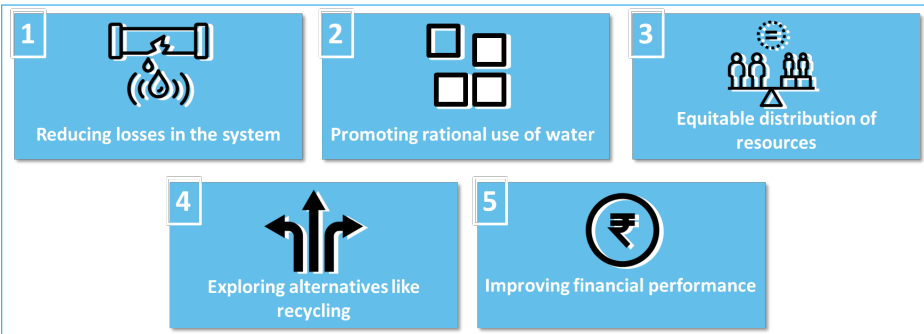 1
Reducing losses in the system
2
Promoting rational use of water
3
=
Equitable distribution of
resources
4
Exploring alternatives like
recycling
5
₹
Improving financial performance